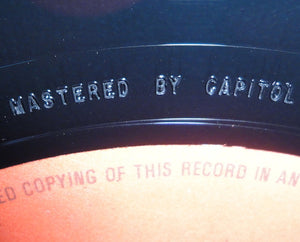 MASTERED BY CAPITOL
ED COPYING OF THIS RECORD IN AN